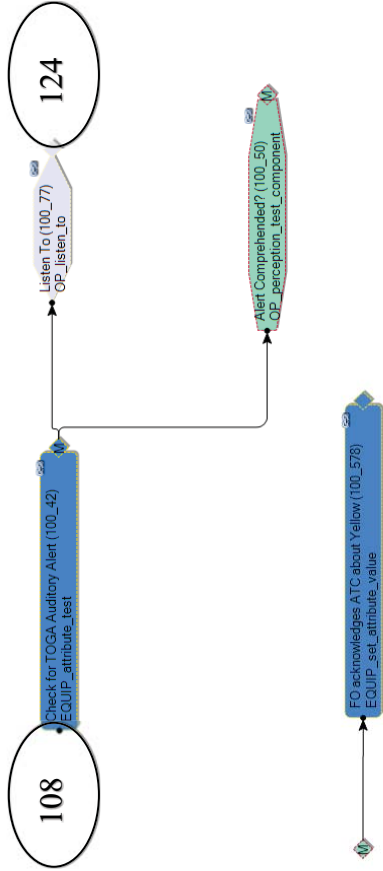 108
Check for TOGA Auditory Alert (100_42)
EQUIP_attribute_test
M
Listen To (100_77)
OP_listen_to
124
Alert Comprehended? (100_50)
OP_perception_test_component
M
M
FO acknowledges ATC about Yellow (100_578)
EQUIP_set_attribute_value